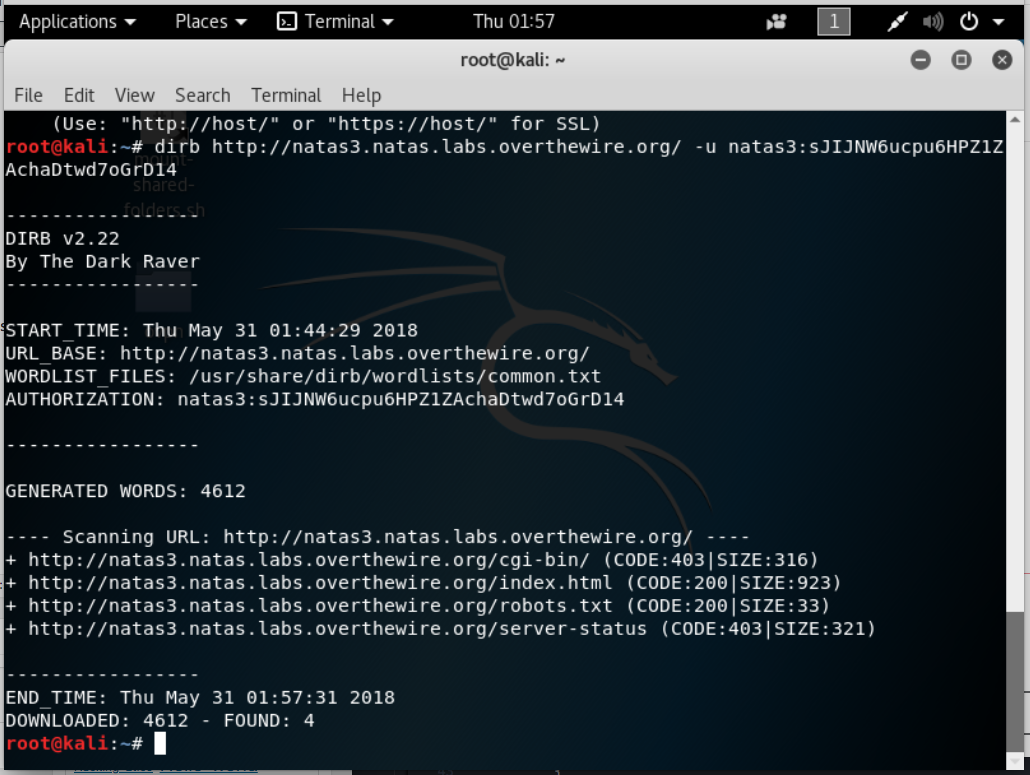 Applications Places Terminal Thu 01:57 1
root@kali: ~
File Edit View Search Terminal Help
(Use: "http://host/" or "https://host/" for SSL)
root@kali:~# dirb http://natas3.natas.labs.overthewire.org/ -u natas3:sJIJNW6ucpu6HPZ1Z
AchaDtwd7oGrD14
mount-
shared-
folders.sh
-----------------
DIRB v2.22
By The Dark Raver
-----------------
START_TIME: Thu May 31 01:44:29 2018
URL_BASE: http://natas3.natas.labs.overthewire.org/
WORDLIST_FILES: /usr/share/dirb/wordlists/common.txt
AUTHORIZATION: natas3:sJIJNW6ucpu6HPZ1ZAchaDtwd7oGrD14
-----------------
GENERATED WORDS: 4612
---- Scanning URL: http://natas3.natas.labs.overthewire.org/ ----
+ http://natas3.natas.labs.overthewire.org/cgi-bin/ (CODE:403|SIZE:316)
+ http://natas3.natas.labs.overthewire.org/index.html (CODE:200|SIZE:923)
+ http://natas3.natas.labs.overthewire.org/robots.txt (CODE:200|SIZE:33)
+ http://natas3.natas.labs.overthewire.org/server-status (CODE:403|SIZE:321)
-----------------
END_TIME: Thu May 31 01:57:31 2018
DOWNLOADED: 4612 - FOUND: 4
root@kali:~#